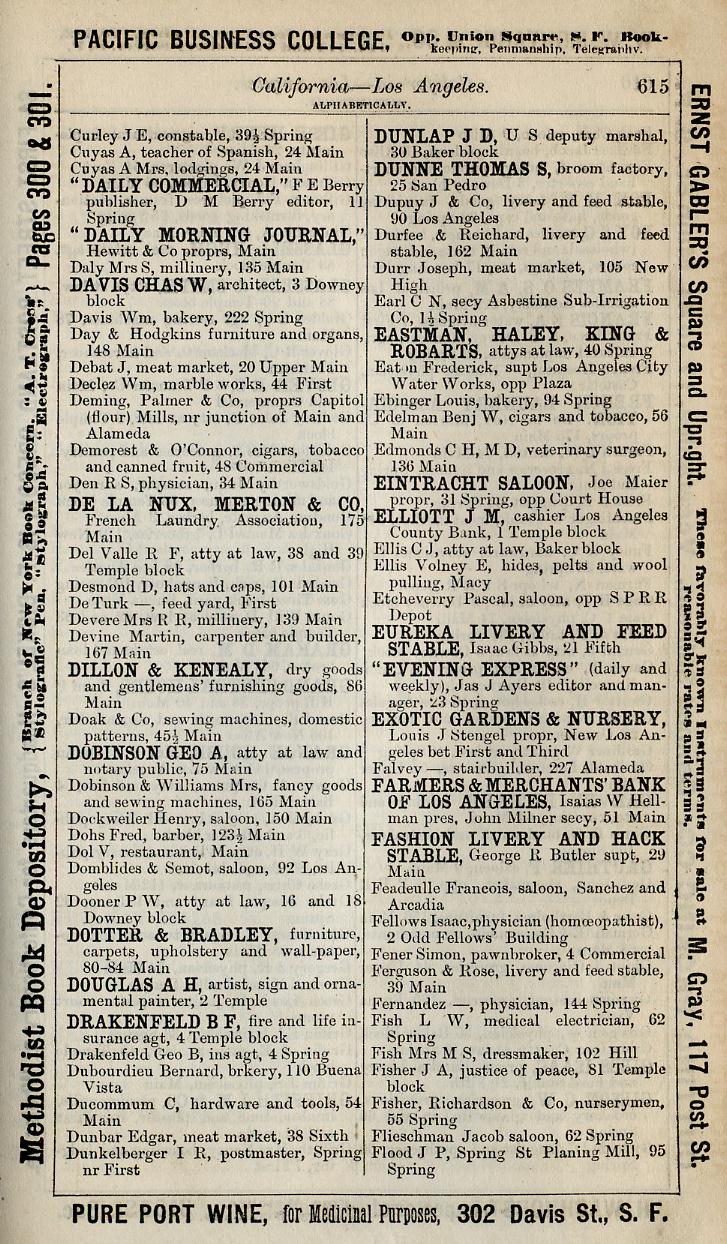 PACIFIC BUSINESS COLLEGE, Opp. Union Square, S. F. Book-
keeping, Penmanship, Telegraphy.
California—Los Angeles. 615
ALPHABETICALLY.
Curley J E, constable, 39½ Spring
Cuyas A, teacher of Spanish, 24 Main
Cuyas A Mrs, lodgings, 24 Main
"DAILY COMMERCIAL," F E Berry
publisher, D M Berry editor, 11
Spring
"DAILY MORNING JOURNAL,"
Hewitt & Co proprs, Main
Daly Mrs S, millinery, 135 Main
DAVIS CHAS W, architect, 3 Downey
block
Davis Wm, bakery, 222 Spring
Day & Hodgkins furniture and organs,
148 Main
Debat J, meat market, 20 Upper Main
Declez Wm, marble works, 44 First
Deming, Palmer & Co, proprs Capitol
(flour) Mills, nr junction of Main and
Alameda
Demorest & O'Connor, cigars, tobacco
and canned fruit, 48 Commercial
Den R S, physician, 34 Main
DE LA NUX, MERTON & CO,
French Laundry Association, 175
Main
Del Valle R F, atty at law, 38 and 39
Temple block
Desmond D, hats and caps, 101 Main
De Turk —, feed yard, First
Devere Mrs R R, millinery, 139 Main
Devine Martin, carpenter and builder,
167 Main
DILLON & KENEALY, dry goods
and gentlemens' furnishing goods, 86
Main
Doak & Co, sewing machines, domestic
patterns, 45½ Main
DOBINSON GEO A, atty at law and
notary public, 75 Main
Dobinson & Williams Mrs, fancy goods
and sewing machines, 165 Main
Dockweiler Henry, saloon, 150 Main
Dohs Fred, barber, 123½ Main
Dol V, restaurant, Main
Domblides & Semot, saloon, 92 Los An-
geles
Dooner P W, atty at law, 16 and 18
Downey block
DOTTER & BRADLEY, furniture,
carpets, upholstery and wall-paper,
80-84 Main
DOUGLAS A H, artist, sign and orna-
mental painter, 2 Temple
DRAKENFELD B F, fire and life in-
surance agt, 4 Temple block
Drakenfeld Geo B, ins agt, 4 Spring
Dubourdieu Bernard, brkery, 110 Buena
Vista
Ducommum C, hardware and tools, 54
Main
Dunbar Edgar, meat market, 38 Sixth
Dunkelberger I R, postmaster, Spring
nr First
DUNLAP J D, U S deputy marshal,
30 Baker block
DUNNE THOMAS S, broom factory,
25 San Pedro
Dupuy J & Co, livery and feed stable,
90 Los Angeles
Durfee & Reichard, livery and feed
stable, 162 Main
Durr Joseph, meat market, 105 New
High
Earl C N, secy Asbestine Sub-Irrigation
Co, 1½ Spring
EASTMAN, HALEY, KING &
ROBARTS, attys at law, 40 Spring
Eaton Frederick, supt Los Angeles City
Water Works, opp Plaza
Ebinger Louis, bakery, 94 Spring
Edelman Benj W, cigars and tobacco, 56
Main
Edmonds C H, M D, veterinary surgeon,
136 Main
EINTRACHT SALOON, Joe Maier
propr, 31 Spring, opp Court House
ELLIOTT J M, cashier Los Angeles
County Bank, 1 Temple block
Ellis C J, atty at law, Baker block
Ellis Volney E, hides, pelts and wool
pulling, Macy
Etcheverry Pascal, saloon, opp S P R R
Depot
EUREKA LIVERY AND FEED
STABLE, Isaac Gibbs, 21 Fifth
"EVENING EXPRESS" (daily and
weekly), Jas J Ayers editor and man-
ager, 23 Spring
EXOTIC GARDENS & NURSERY,
Louis J Stengel propr, New Los An-
geles bet First and Third
Falvey —, stairbuilder, 227 Alameda
FARMERS & MERCHANTS' BANK
OF LOS ANGELES, Isaias W Hell-
man pres, John Milner secy, 51 Main
FASHION LIVERY AND HACK
STABLE, George R Butler supt, 29
Main
Feadeulle Francois, saloon, Sanchez and
Arcadia
Fellows Isaac, physician (homœopathist),
2 Odd Fellows' Building
Fener Simon, pawnbroker, 4 Commercial
Ferguson & Rose, livery and feed stable,
39 Main
Fernandez —, physician, 144 Spring
Fish L W, medical electrician, 62
Spring
Fish Mrs M S, dressmaker, 102 Hill
Fisher J A, justice of peace, 81 Temple
block
Fisher, Richardson & Co, nurserymen,
55 Spring
Flieschman Jacob saloon, 62 Spring
Flood J P, Spring St Planing Mill, 95
Spring
Methodist Book Depository, {Branch of New York Book Concern. "A. T. Cross'} Pages 300 & 301.
{Stylografic" Pen, "Stylograph," "Electrograph,"}
ERNST GABLER'S Square and Upright. These favorably known Instruments for sale at M. Gray, 117 Post St.
reasonable rates and terms.
PURE PORT WINE, for Medicinal Purposes, 302 Davis St., S. F.